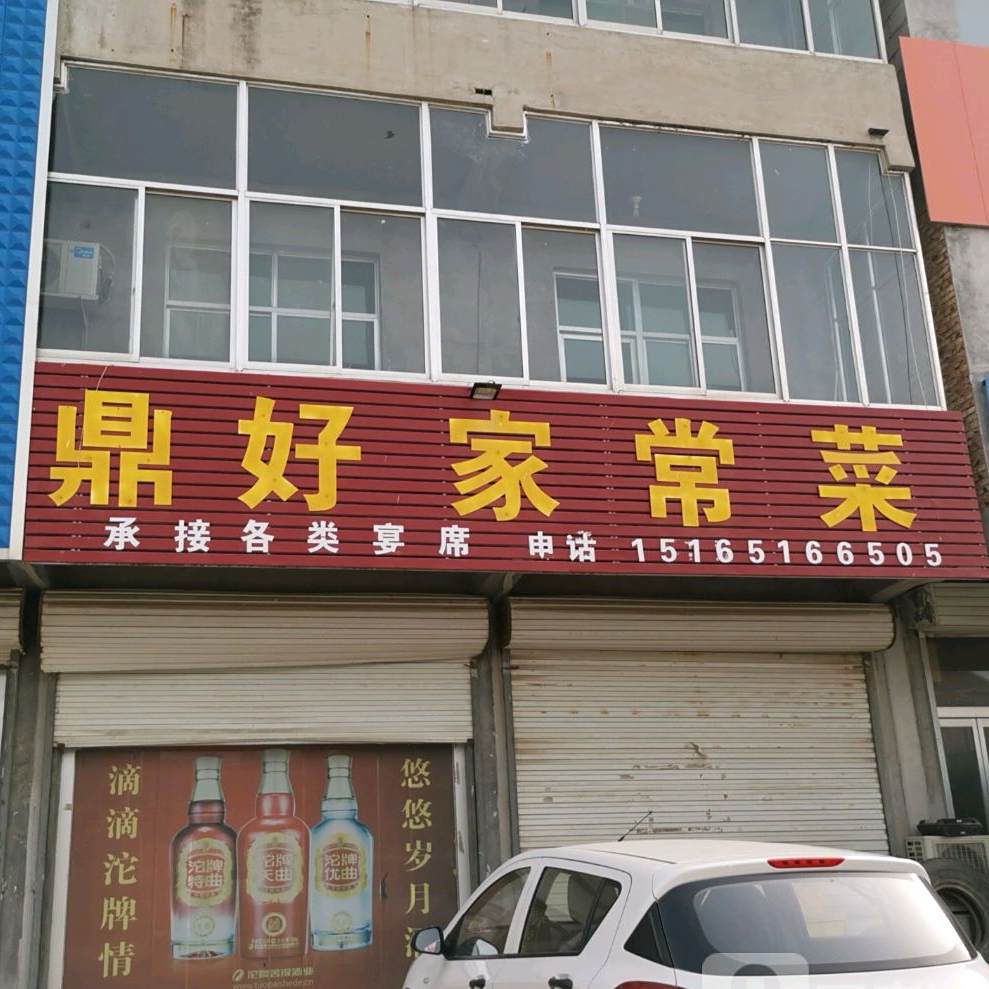 鼎好家常菜
承接各类宴席 申话 15165166505
悠悠岁月
滴滴沱牌情
沱牌特曲
沱牌天曲
沱牌优曲